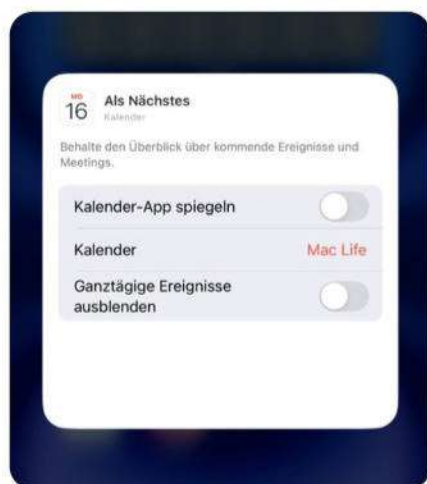 MO
16
Als Nächstes
Kalender
Behalte den Überblick über kommende Ereignisse und
Meetings.
Kalender-App spiegeln
Kalender Mac Life
Ganztägige Ereignisse
ausblenden